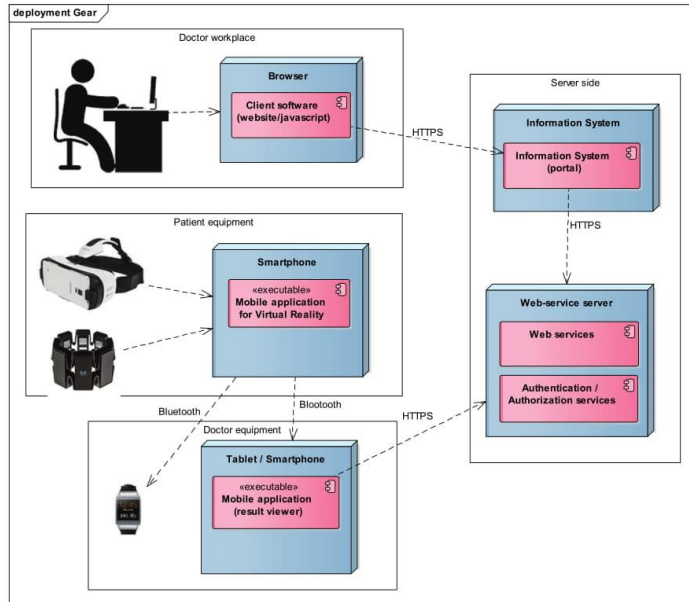 deployment Gear
Doctor workplace
Browser
Client software
(website/javascript)
HTTPS
Server side
Information System
Information System
(portal)
HTTPS
Patient equipment
Smartphone
«executable»
Mobile application
for Virtual Reality
Web-service server
Web services
Authentication /
Authorization services
Bluetooth
Blootooth
HTTPS
Doctor equipment
Tablet / Smartphone
«executable»
Mobile application
(result viewer)